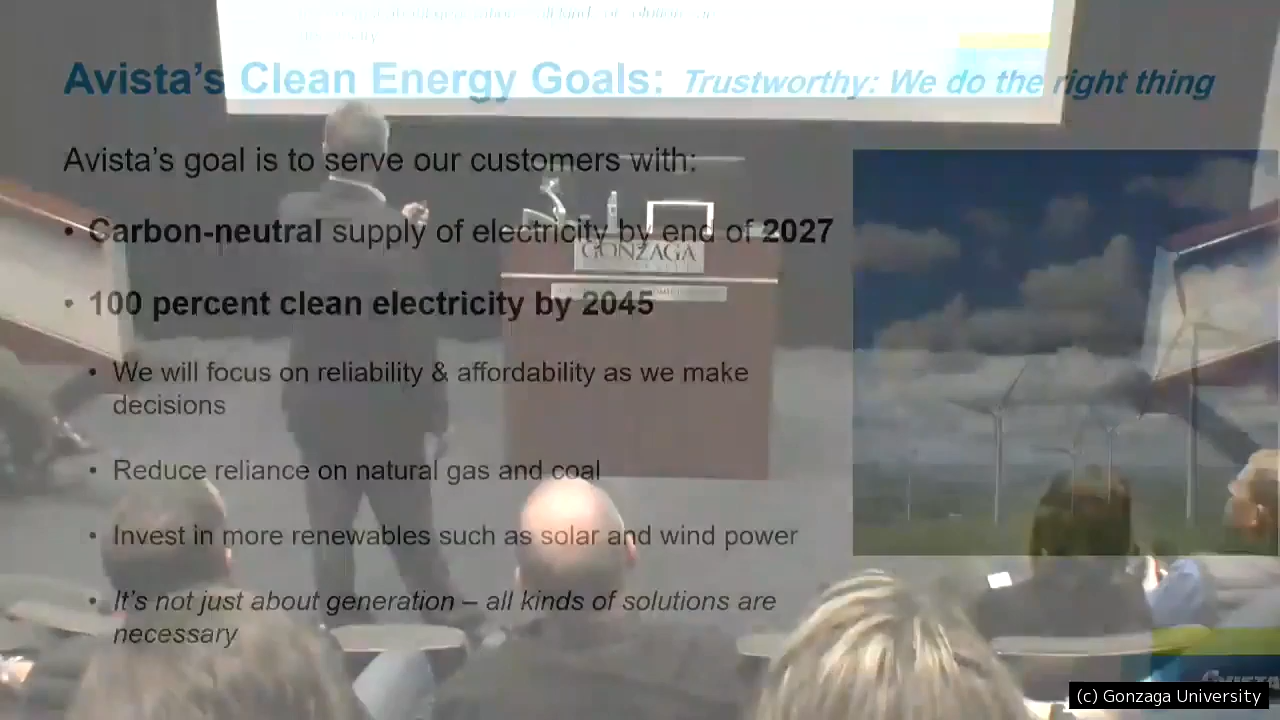 Avista's Clean Energy Goals: Trustworthy: We do the right thing
Avista's goal is to serve our customers with:
• Carbon-neutral supply of electricity by end of 2027
GONZAGA
• 100 percent clean electricity by 2045
• We will focus on reliability & affordability as we make
decisions
• Reduce reliance on natural gas and coal
• Invest in more renewables such as solar and wind power
• It's not just about generation – all kinds of solutions are
necessary
(c) Gonzaga University